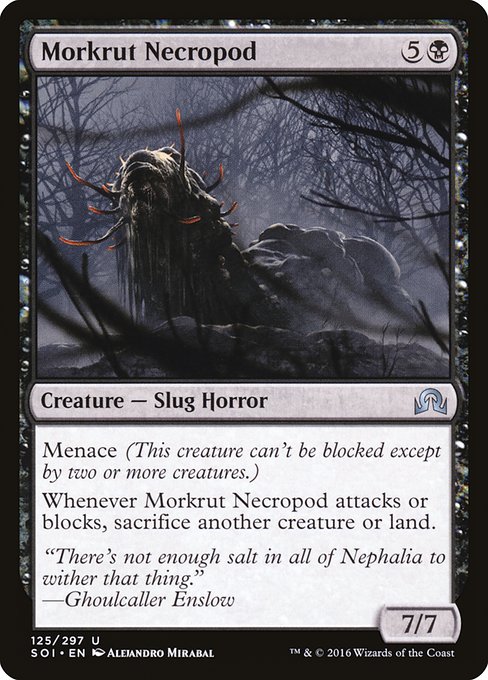 Morkrut Necropod 5
Creature — Slug Horror
Menace (This creature can't be blocked except
by two or more creatures.)
Whenever Morkrut Necropod attacks or
blocks, sacrifice another creature or land.
“There's not enough salt in all of Nephalia to
wither that thing.”
—Ghoulcaller Enslow
7/7
125/297 U
SOI • EN Alejandro Mirabal
™ & © 2016 Wizards of the Coast